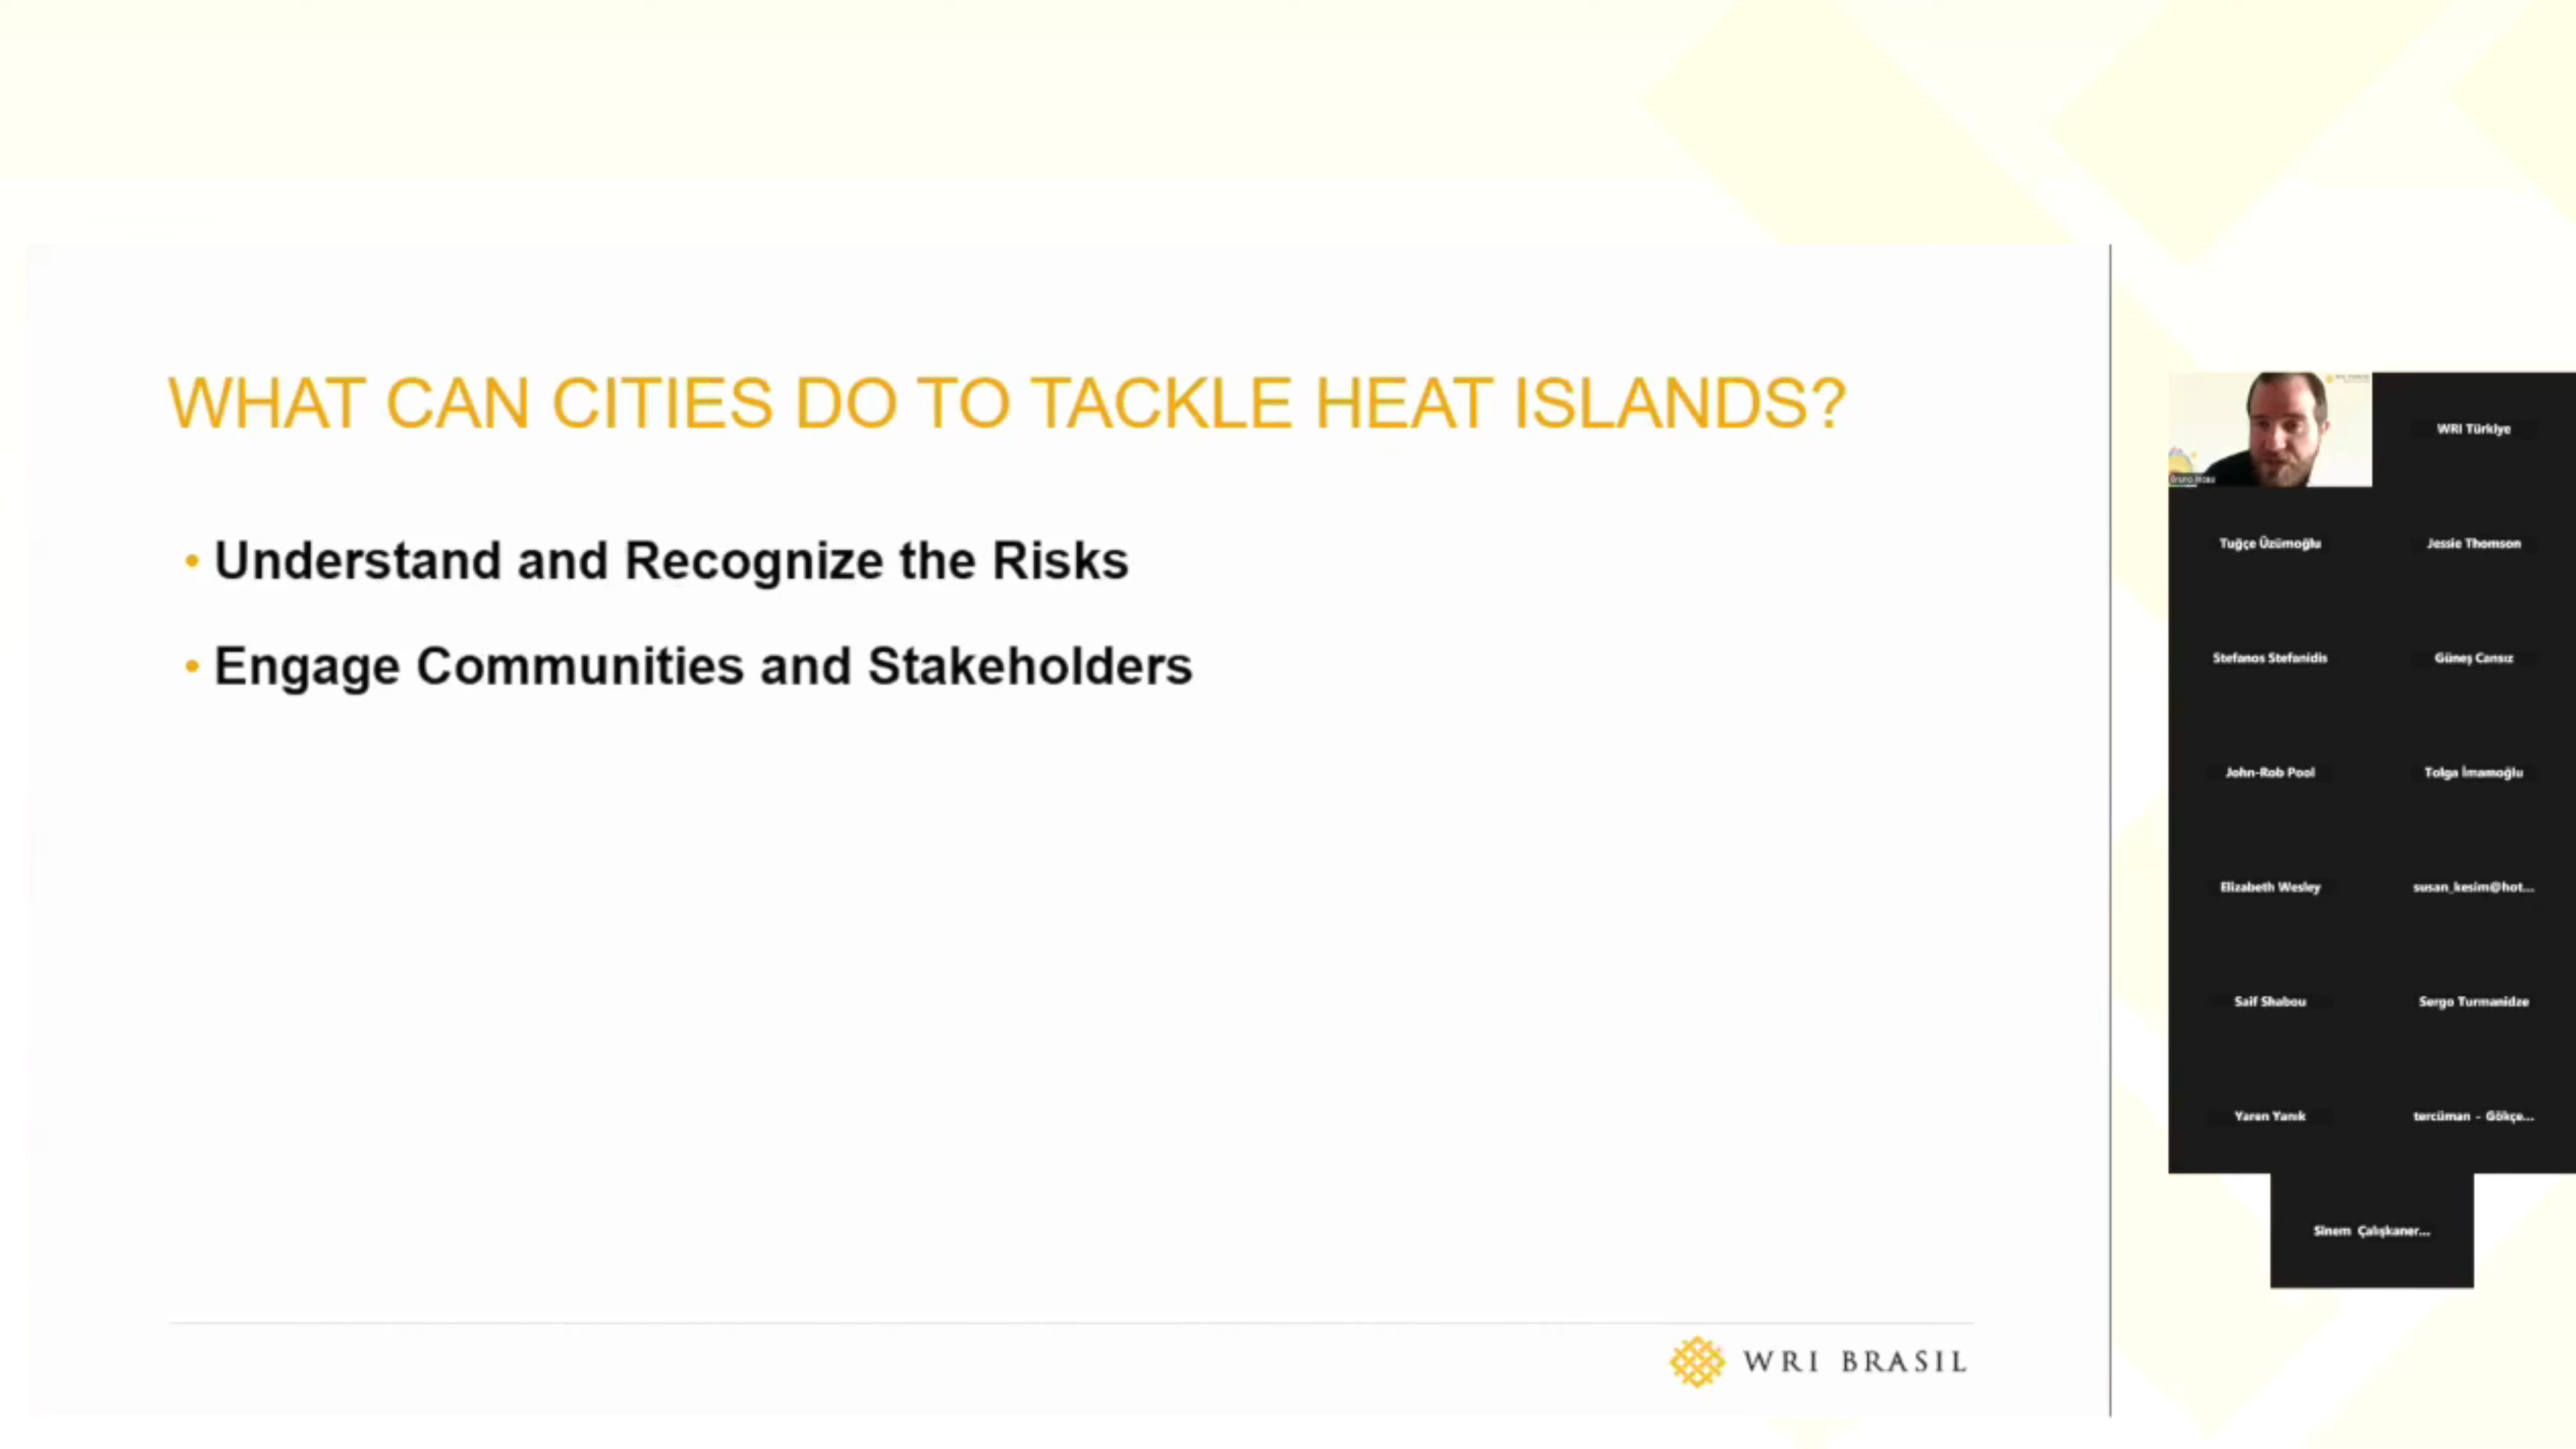 WHAT CAN CITIES DO TO TACKLE HEAT ISLANDS?
• Understand and Recognize the Risks
• Engage Communities and Stakeholders
WRI BRASIL
WRI Türkiye
Tuğçe Üzümoğlu
Jessie Thomson
Stefanos Stefanidis
Güneş Cansız
John-Rob Pool
Tolga İmamoğlu
Elizabeth Wesley
susan_kesim@hot...
Saif Shabou
Sergo Turmanidze
Yaren Yanık
tercüman - Gökçe...
Sinem Çalışkaner...